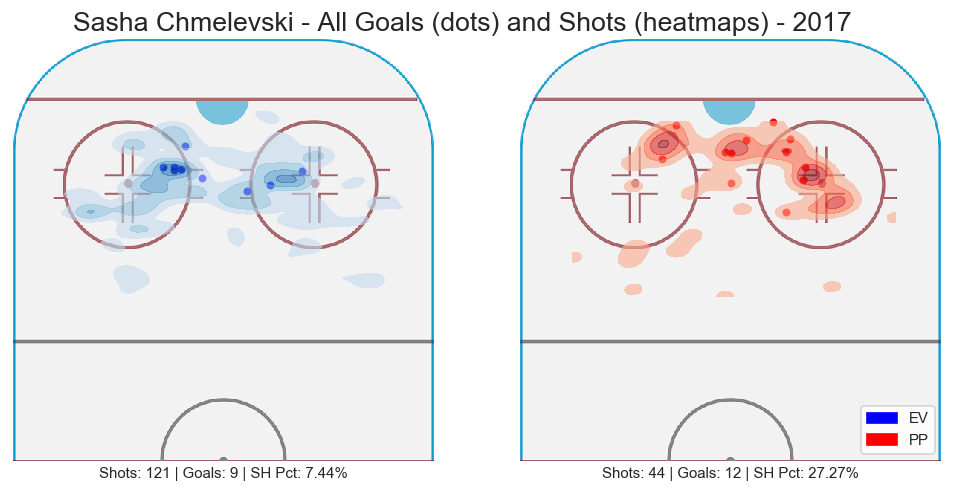 Sasha Chmelevski - All Goals (dots) and Shots (heatmaps) - 2017
EV
PP
Shots: 121 | Goals: 9 | SH Pct: 7.44%
Shots: 44 | Goals: 12 | SH Pct: 27.27%